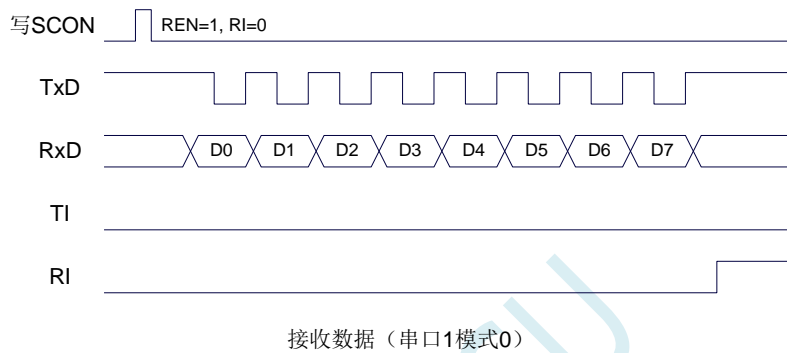 写SCON REN=1, RI=0
TxD
RxD D0 D1 D2 D3 D4 D5 D6 D7
TI
RI
接收数据（串口1模式0）